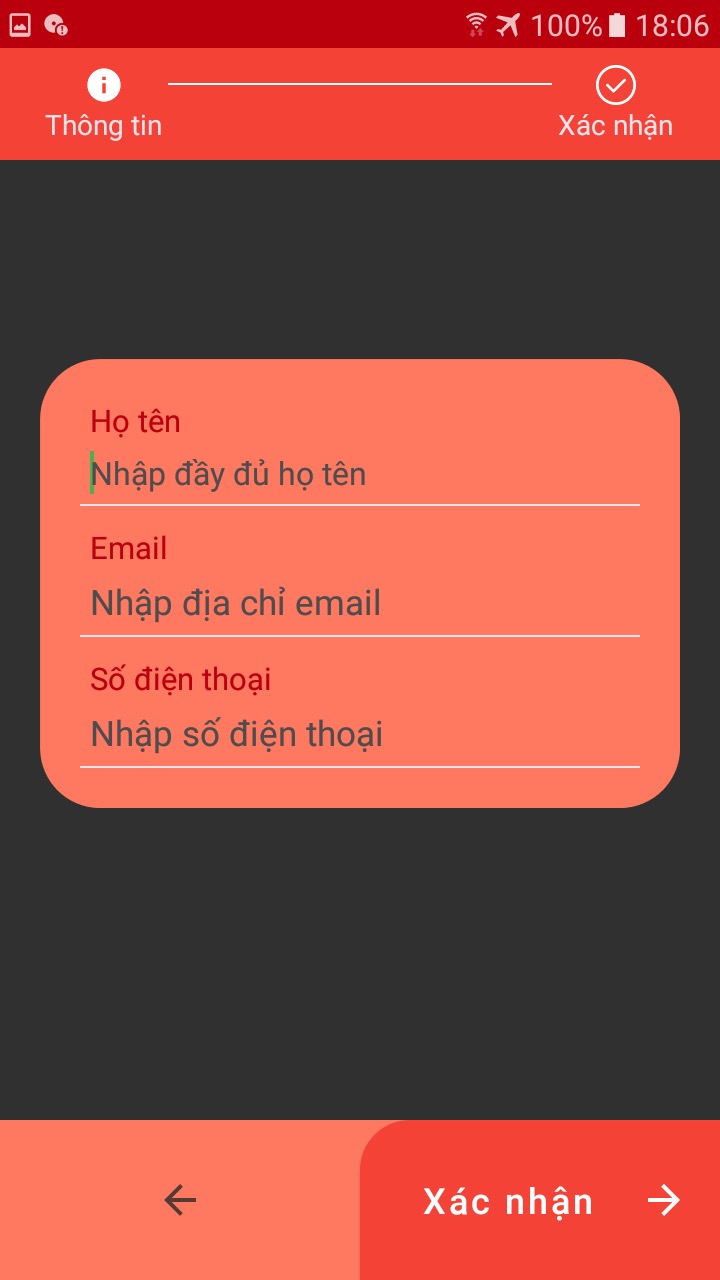 100% 18:06
Thông tin
Xác nhận
Họ tên
Nhập đầy đủ họ tên
Email
Nhập địa chỉ email
Số điện thoại
Nhập số điện thoại
Xác nhận